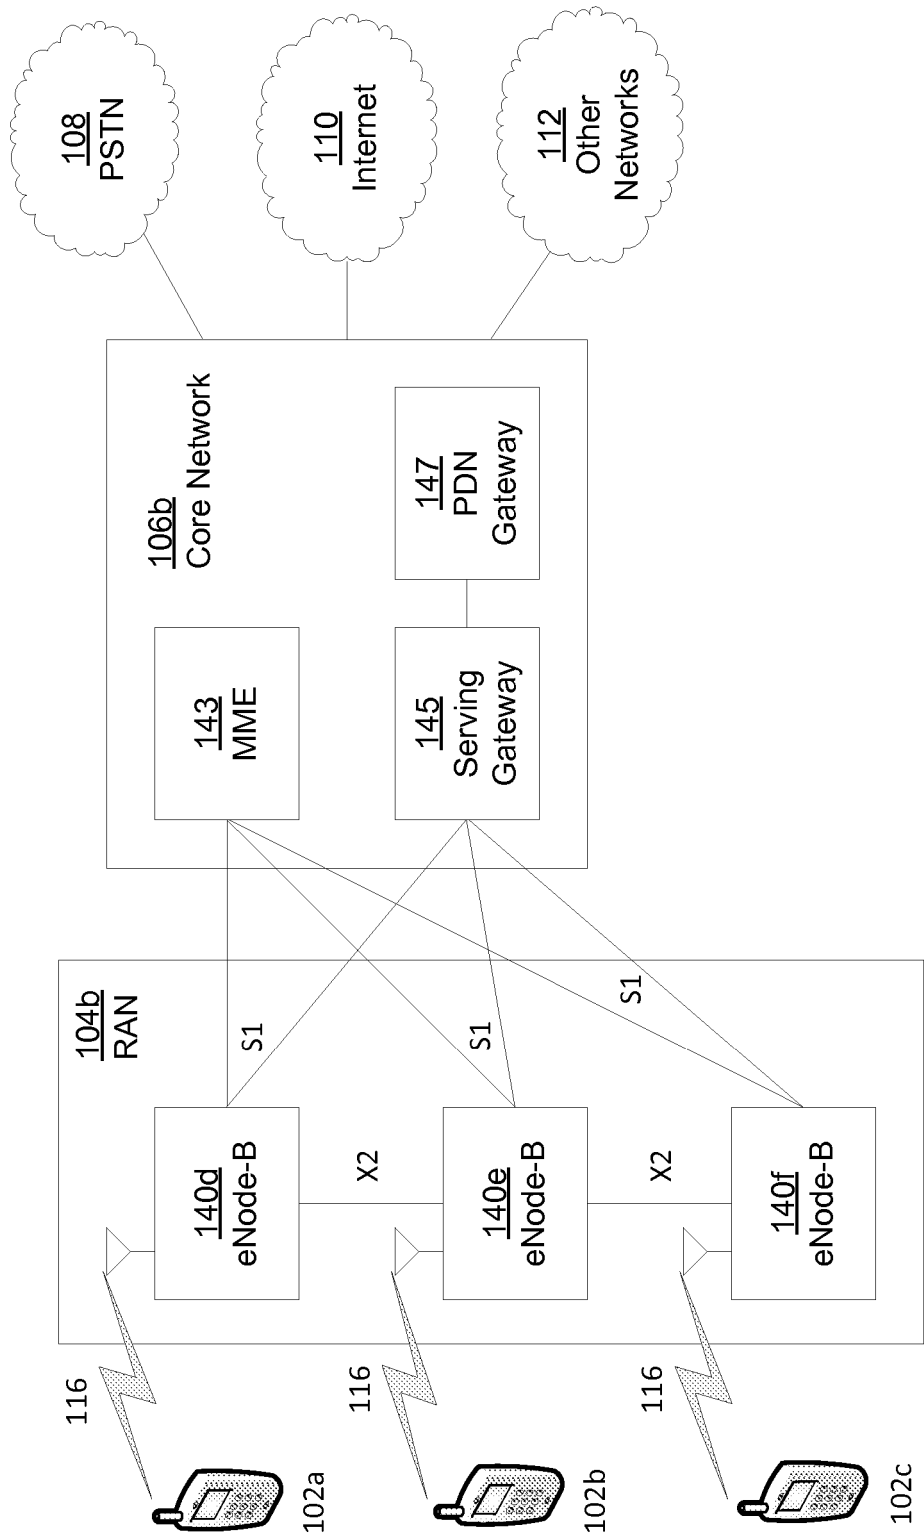 116
102a
116
102b
116
102c
104b
RAN
140d
eNode-B
140e
eNode-B
140f
eNode-B
X2
X2
S1
S1
S1
106b
Core Network
143
MME
145
Serving
Gateway
147
PDN
Gateway
108
PSTN
110
Internet
112
Other
Networks